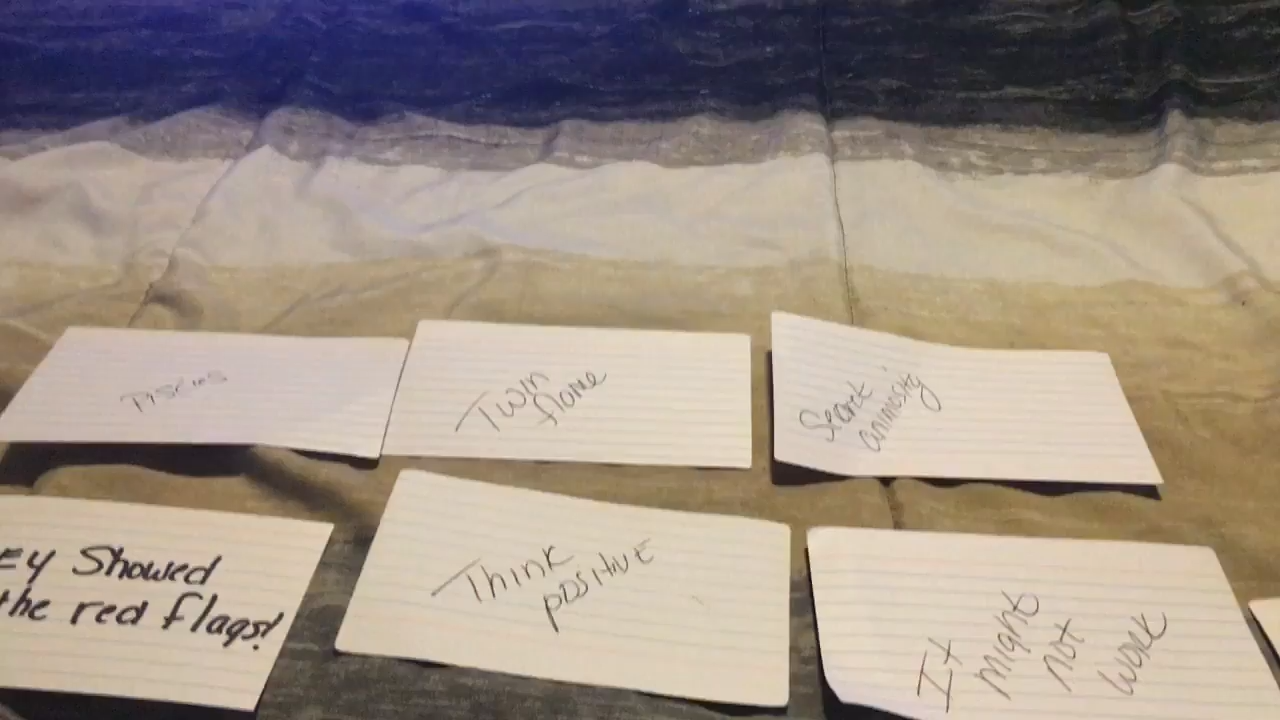 Pisces
Twin
flame
Secret
animosity
EY Showed
the red flags!
Think
positive
It
might
not
work